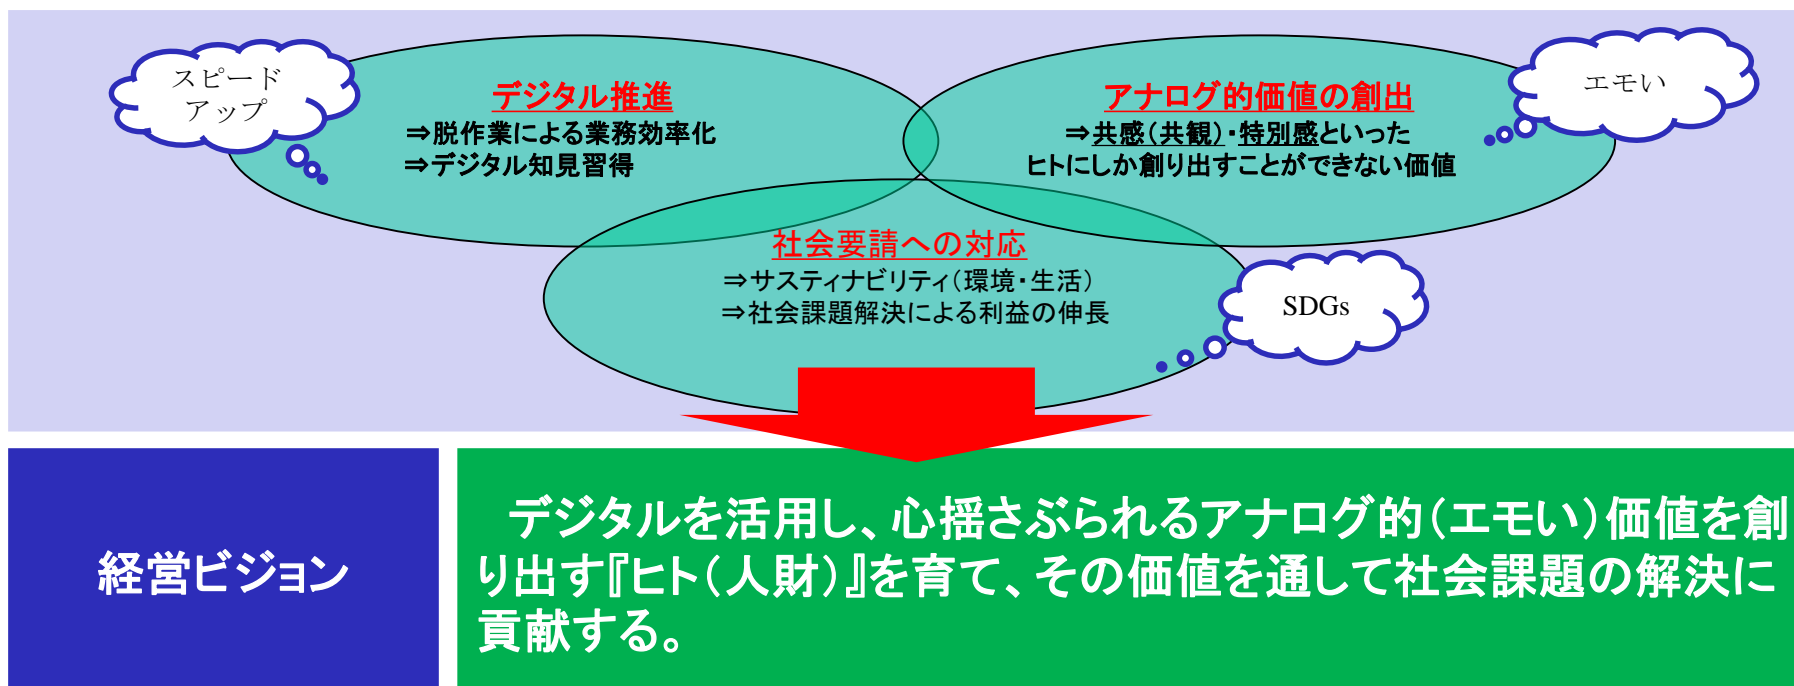 スピード
アップ
デジタル推進
⇒脱作業による業務効率化
⇒デジタル知見習得
アナログ的価値の創出
⇒共感(共観)・特別感といった
ヒトにしか創り出すことができない価値
エモい
社会要請への対応
⇒サスティナビリティ(環境・生活)
⇒社会課題解決による利益の伸長
SDGs
経営ビジョン
デジタルを活用し、心揺さぶられるアナログ的(エモい)価値を創
り出す『ヒト(人財)』を育て、その価値を通して社会課題の解決に
貢献する。